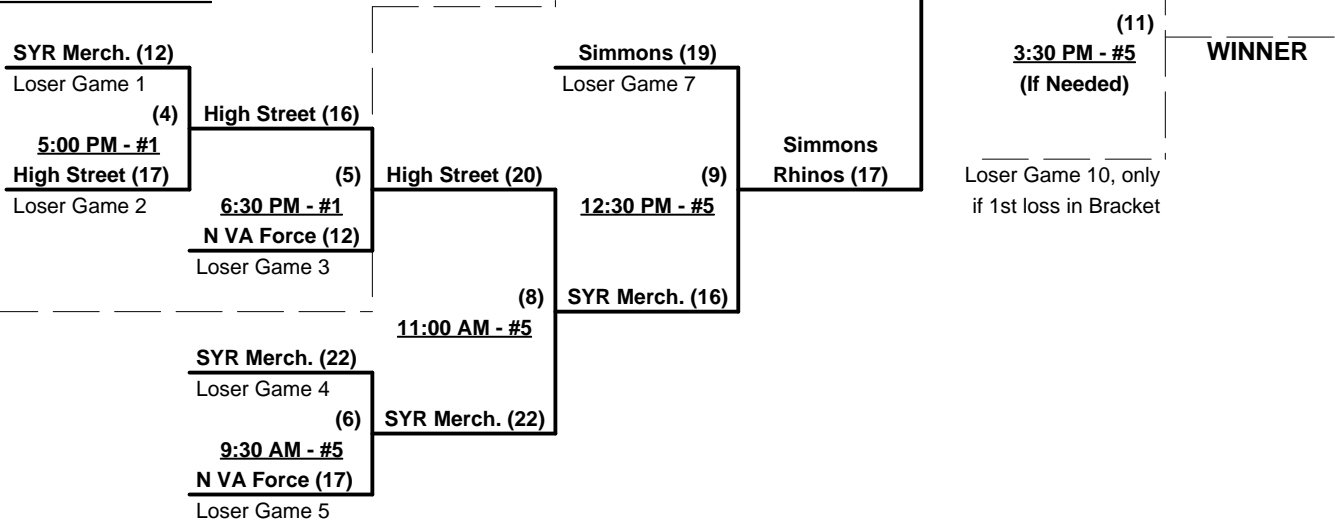 (11)
SYR Merch. (12)
Simmons (19)
3:30 PM - #5
WINNER
Loser Game 1
Loser Game 7
(If Needed)
(4)
High Street (16)
5:00 PM - #1
Simmons
High Street (17)
(5)
High Street (20)
(9)
Rhinos (17)
Loser Game 10, only
Loser Game 2
6:30 PM - #1
12:30 PM - #5
if 1st loss in Bracket
N VA Force (12)
Loser Game 3
(8)
SYR Merch. (16)
11:00 AM - #5
SYR Merch. (22)
Loser Game 4
(6)
SYR Merch. (22)
9:30 AM - #5
N VA Force (17)
Loser Game 5